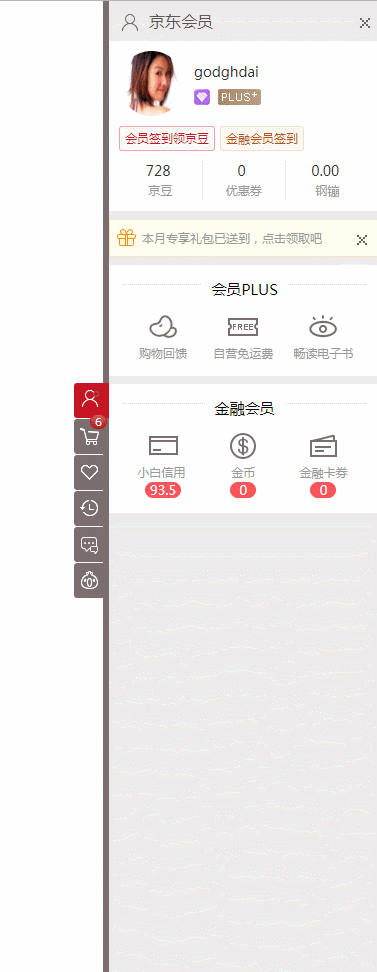 京东会员
godghdai
PLUS+
会员签到领京豆 金融会员签到
728 0 0.00
京豆 优惠券 钢镚
本月专享礼包已送到，点击领取吧
会员PLUS
FREE
购物回馈 自营免运费 畅读电子书
6
金融会员
小白信用 金币 金融卡券
93.5 0 0